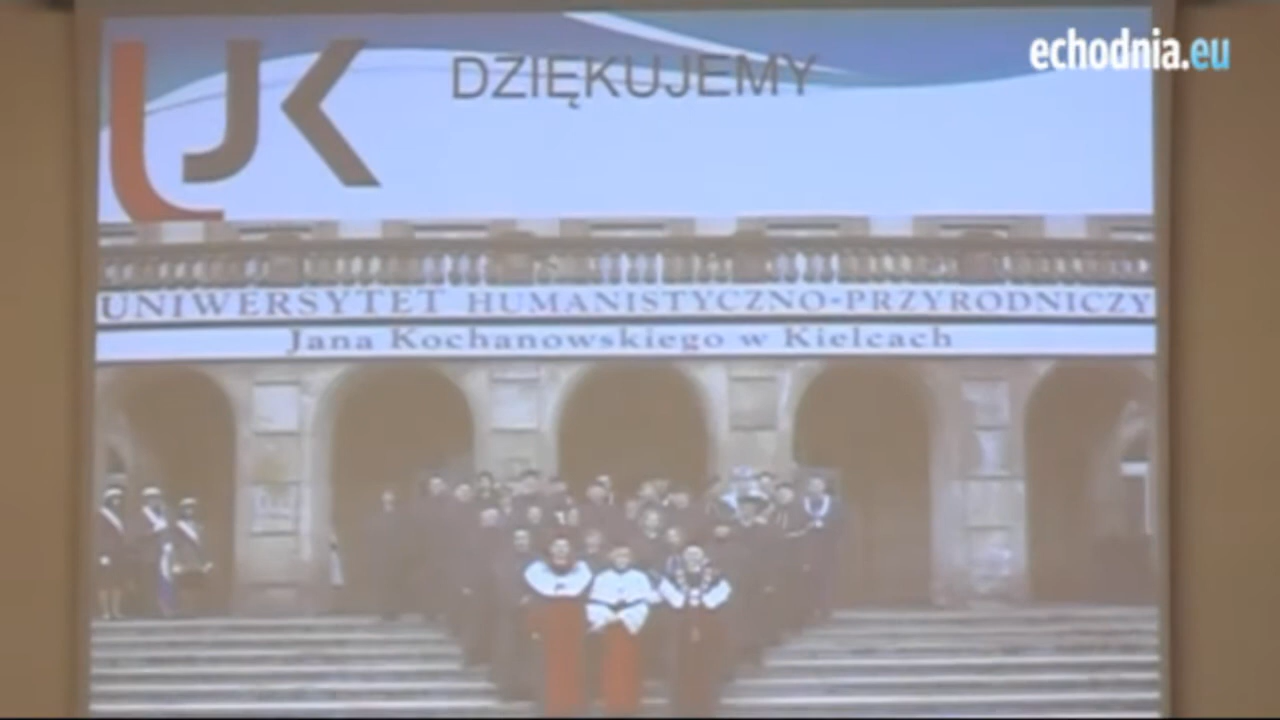 echodnia.eu
UJK
DZIĘKUJEMY
UNIWERSYTET HUMANISTYCZNO-PRZYRODNICZY
Jana Kochanowskiego w Kielcach